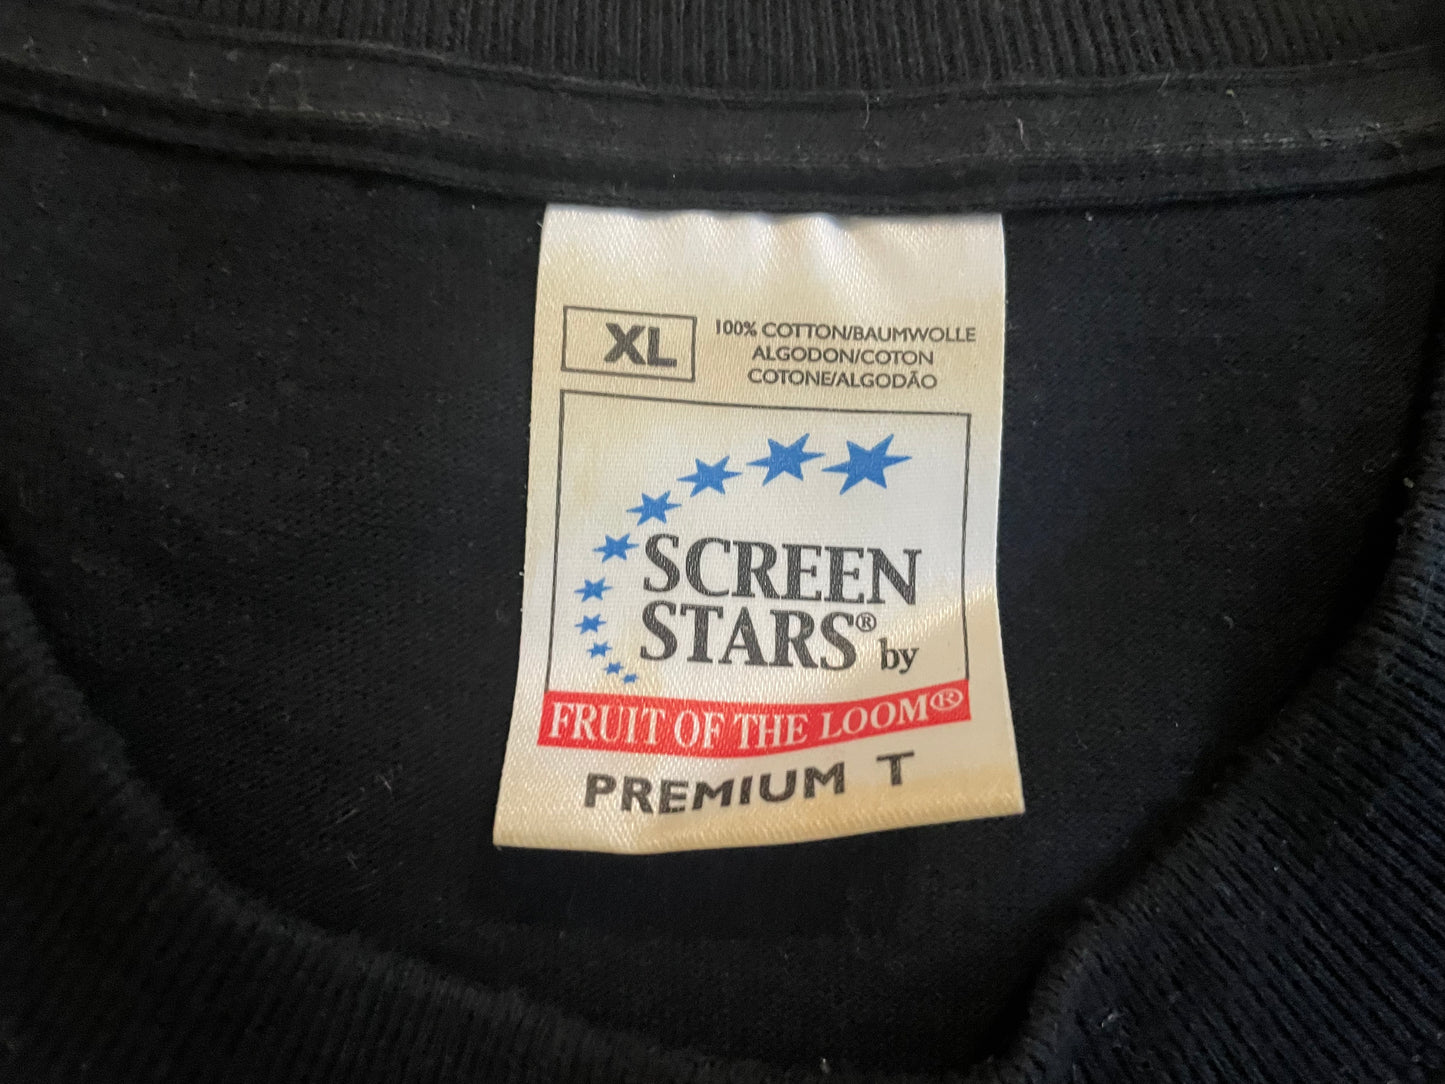 XL
100% COTTON/BAUMWOLLE
ALGODON/COTON
COTONE/ALGODÃO
SCREEN
STARS® by
FRUIT OF THE LOOM®
PREMIUM T